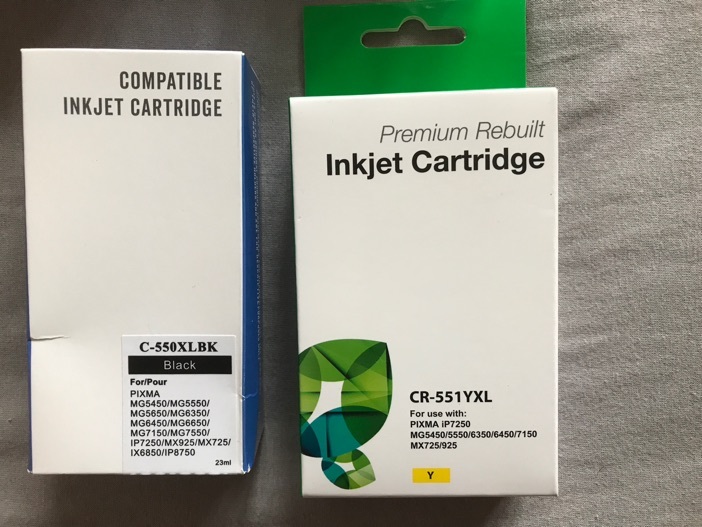 COMPATIBLE
INKJET CARTRIDGE
C-550XLBK
Black
For/Pour
PIXMA
MG5450/MG5550/
MG5650/MG6350/
MG6450/MG6650/
MG7150/MG7550/
IP7250/MX925/MX725/
IX6850/IP8750
23ml
Premium Rebuilt
Inkjet Cartridge
CR-551YXL
For use with:
PIXMA iP7250
MG5450/5550/6350/6450/7150
MX725/925
Y